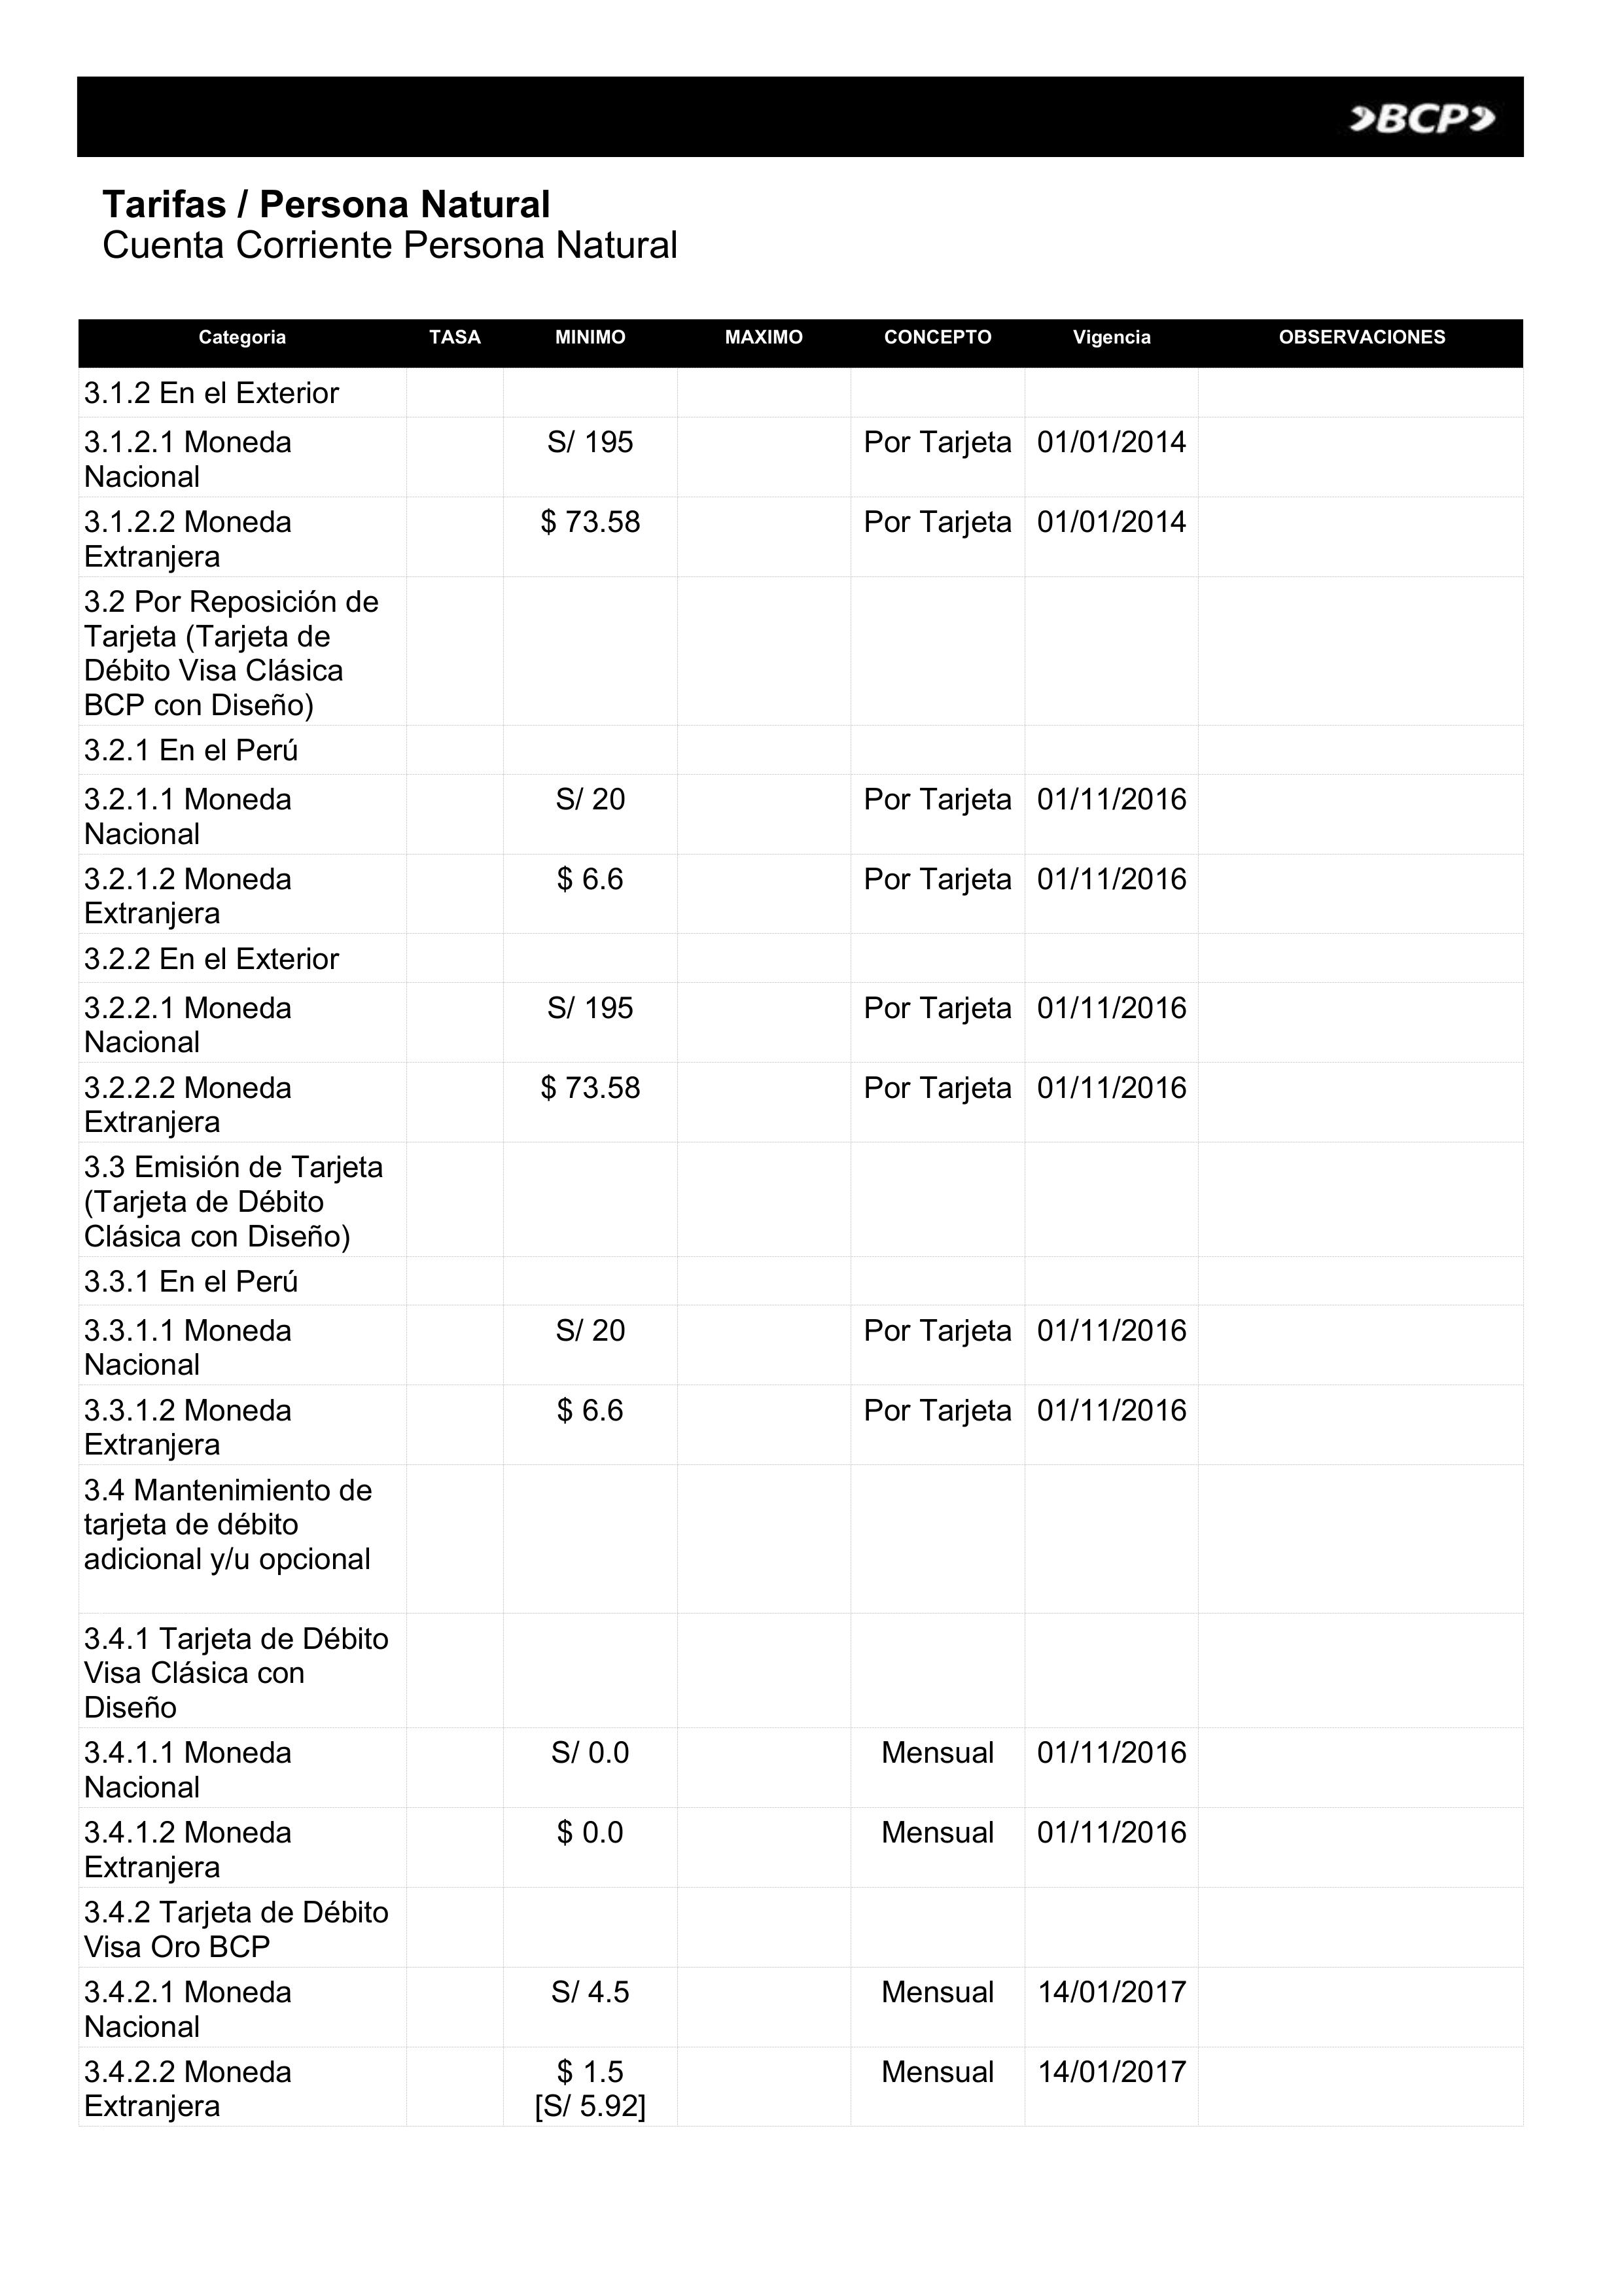 BCP
Tarifas / Persona Natural
Cuenta Corriente Persona Natural
Categoria TASA MINIMO MAXIMO CONCEPTO Vigencia OBSERVACIONES
3.1.2 En el Exterior
3.1.2.1 Moneda S/ 195 Por Tarjeta 01/01/2014
Nacional
3.1.2.2 Moneda $ 73.58 Por Tarjeta 01/01/2014
Extranjera
3.2 Por Reposición de
Tarjeta (Tarjeta de
Débito Visa Clásica
BCP con Diseño)
3.2.1 En el Perú
3.2.1.1 Moneda S/ 20 Por Tarjeta 01/11/2016
Nacional
3.2.1.2 Moneda $ 6.6 Por Tarjeta 01/11/2016
Extranjera
3.2.2 En el Exterior
3.2.2.1 Moneda S/ 195 Por Tarjeta 01/11/2016
Nacional
3.2.2.2 Moneda $ 73.58 Por Tarjeta 01/11/2016
Extranjera
3.3 Emisión de Tarjeta
(Tarjeta de Débito
Clásica con Diseño)
3.3.1 En el Perú
3.3.1.1 Moneda S/ 20 Por Tarjeta 01/11/2016
Nacional
3.3.1.2 Moneda $ 6.6 Por Tarjeta 01/11/2016
Extranjera
3.4 Mantenimiento de
tarjeta de débito
adicional y/u opcional
3.4.1 Tarjeta de Débito
Visa Clásica con
Diseño
3.4.1.1 Moneda S/ 0.0 Mensual 01/11/2016
Nacional
3.4.1.2 Moneda $ 0.0 Mensual 01/11/2016
Extranjera
3.4.2 Tarjeta de Débito
Visa Oro BCP
3.4.2.1 Moneda S/ 4.5 Mensual 14/01/2017
Nacional
3.4.2.2 Moneda $ 1.5 Mensual 14/01/2017
Extranjera [S/ 5.92]